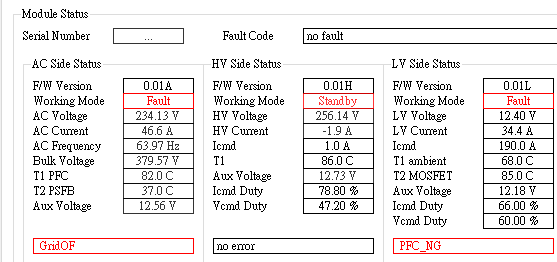 Module Status
Serial Number ... Fault Code no fault
AC Side Status
F/W Version 0.01A
Working Mode Fault
AC Voltage 234.13 V
AC Current 46.6 A
AC Frequency 63.97 Hz
Bulk Voltage 379.57 V
T1 PFC 82.0 C
T2 PSFB 37.0 C
Aux Voltage 12.56 V
GridOF
HV Side Status
F/W Version 0.01H
Working Mode Standby
HV Voltage 256.14 V
HV Current -1.9 A
Icmd 1.0 A
T1 86.0 C
Aux Voltage 12.73 V
Icmd Duty 78.80 %
Vcmd Duty 47.20 %
no error
LV Side Status
F/W Version 0.01L
Working Mode Fault
LV Voltage 12.40 V
LV Current 34.4 A
Icmd 190.0 A
T1 ambient 68.0 C
T2 MOSFET 85.0 C
Aux Voltage 12.18 V
Icmd Duty 66.00 %
Vcmd Duty 60.00 %
PFC_NG